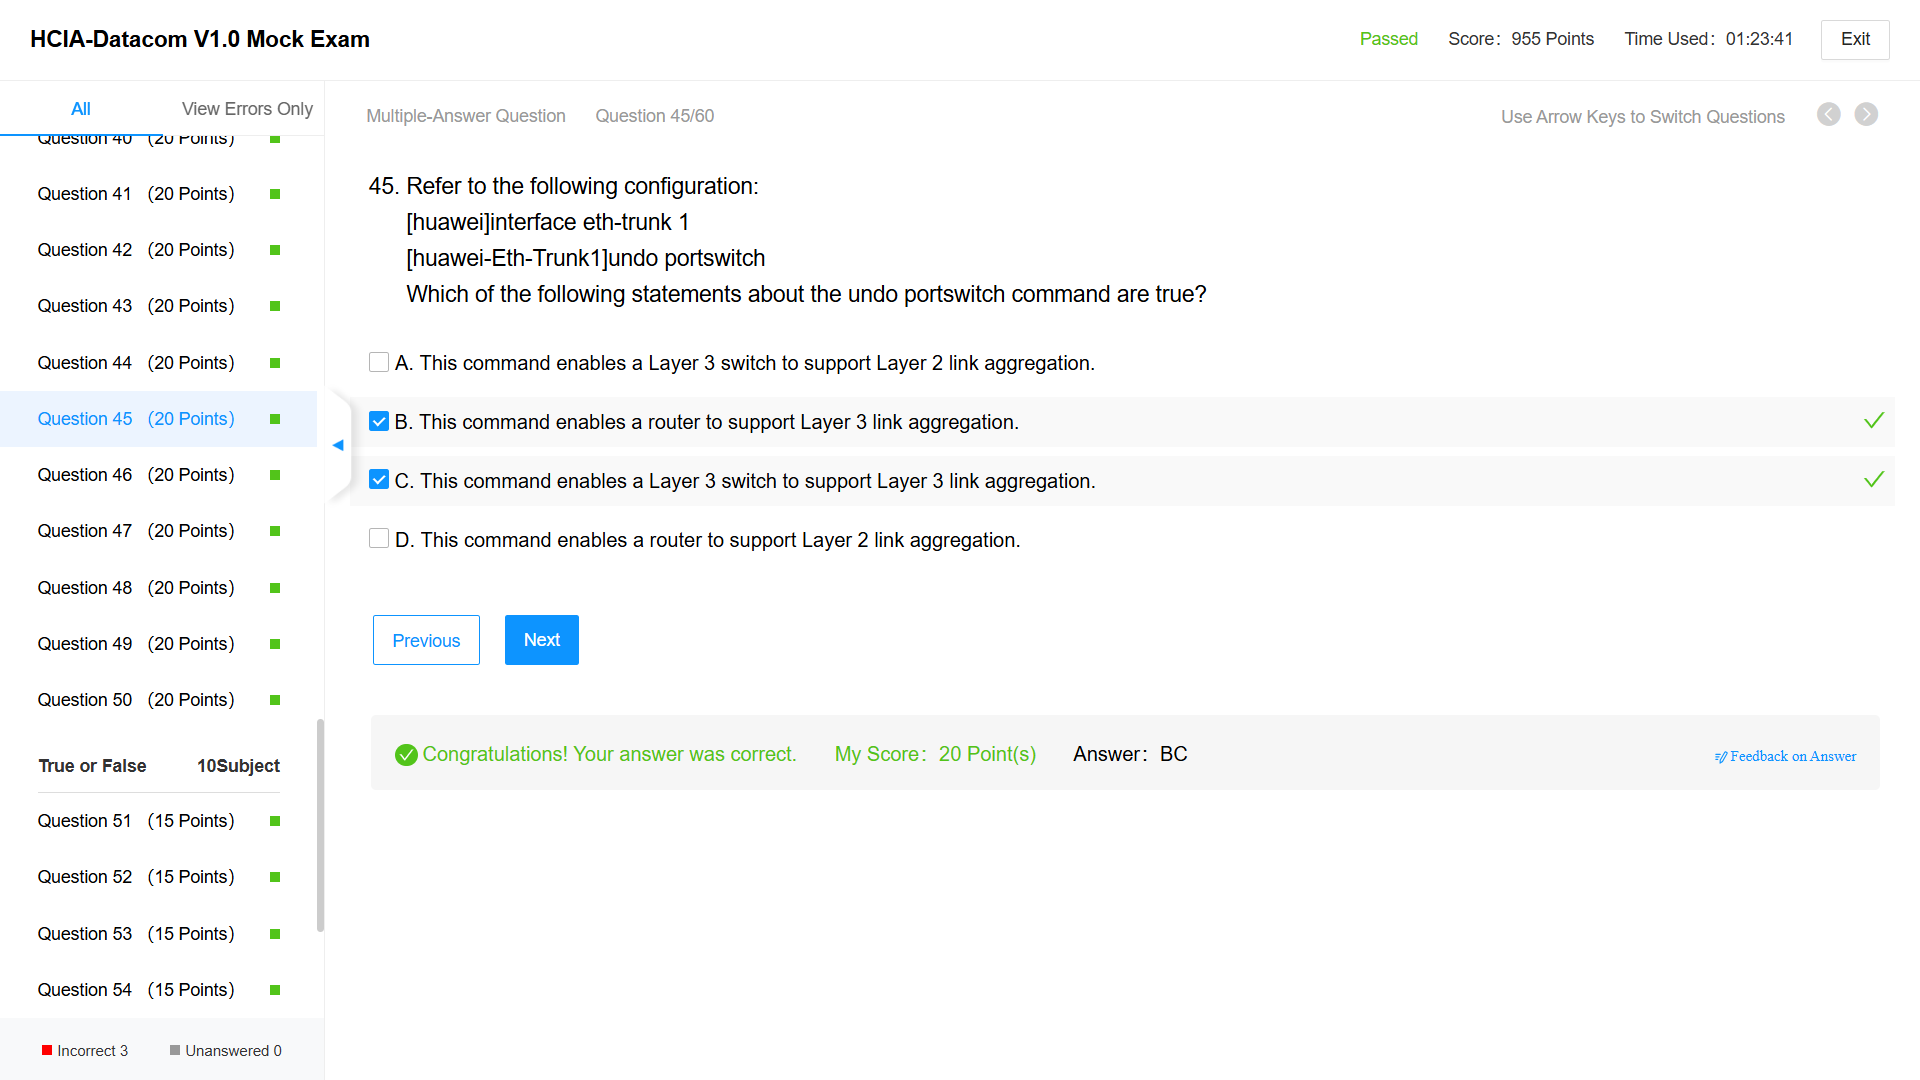 HCIA-Datacom V1.0 Mock Exam
Passed Score：955 Points Time Used：01:23:41 Exit
All View Errors Only
Question 40 (20 Points)
Question 41 (20 Points)
Question 42 (20 Points)
Question 43 (20 Points)
Question 44 (20 Points)
Question 45 (20 Points)
Question 46 (20 Points)
Question 47 (20 Points)
Question 48 (20 Points)
Question 49 (20 Points)
Question 50 (20 Points)
True or False 10Subject
Question 51 (15 Points)
Question 52 (15 Points)
Question 53 (15 Points)
Question 54 (15 Points)
Incorrect 3 Unanswered 0
Multiple-Answer Question Question 45/60 Use Arrow Keys to Switch Questions
45. Refer to the following configuration:
[huawei]interface eth-trunk 1
[huawei-Eth-Trunk1]undo portswitch
Which of the following statements about the undo portswitch command are true?
A. This command enables a Layer 3 switch to support Layer 2 link aggregation.
B. This command enables a router to support Layer 3 link aggregation.
C. This command enables a Layer 3 switch to support Layer 3 link aggregation.
D. This command enables a router to support Layer 2 link aggregation.
Previous Next
Congratulations! Your answer was correct. My Score：20 Point(s) Answer：BC Feedback on Answer